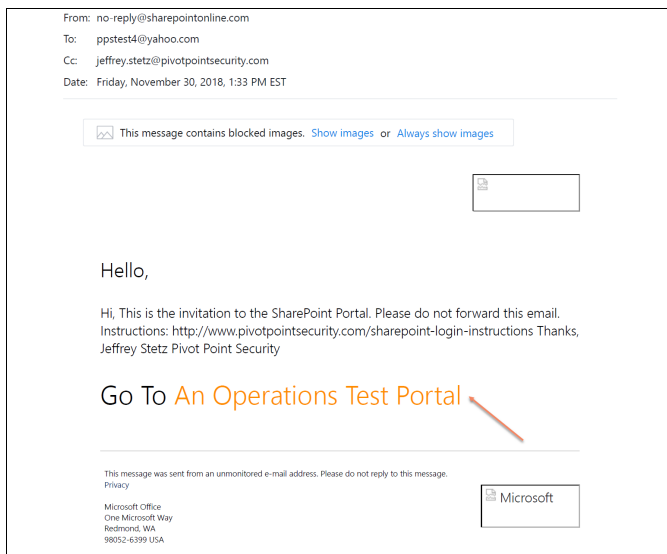 From: no-reply@sharepointonline.com
To: ppstest4@yahoo.com
Cc: jeffrey.stetz@pivotpointsecurity.com
Date: Friday, November 30, 2018, 1:33 PM EST
This message contains blocked images. Show images or Always show images
Hello,
Hi, This is the invitation to the SharePoint Portal. Please do not forward this email.
Instructions: http://www.pivotpointsecurity.com/sharepoint-login-instructions Thanks,
Jeffrey Stetz Pivot Point Security
Go To An Operations Test Portal
This message was sent from an unmonitored e-mail address. Please do not reply to this message.
Privacy
Microsoft Office
One Microsoft Way
Redmond, WA
98052-6399 USA
Microsoft